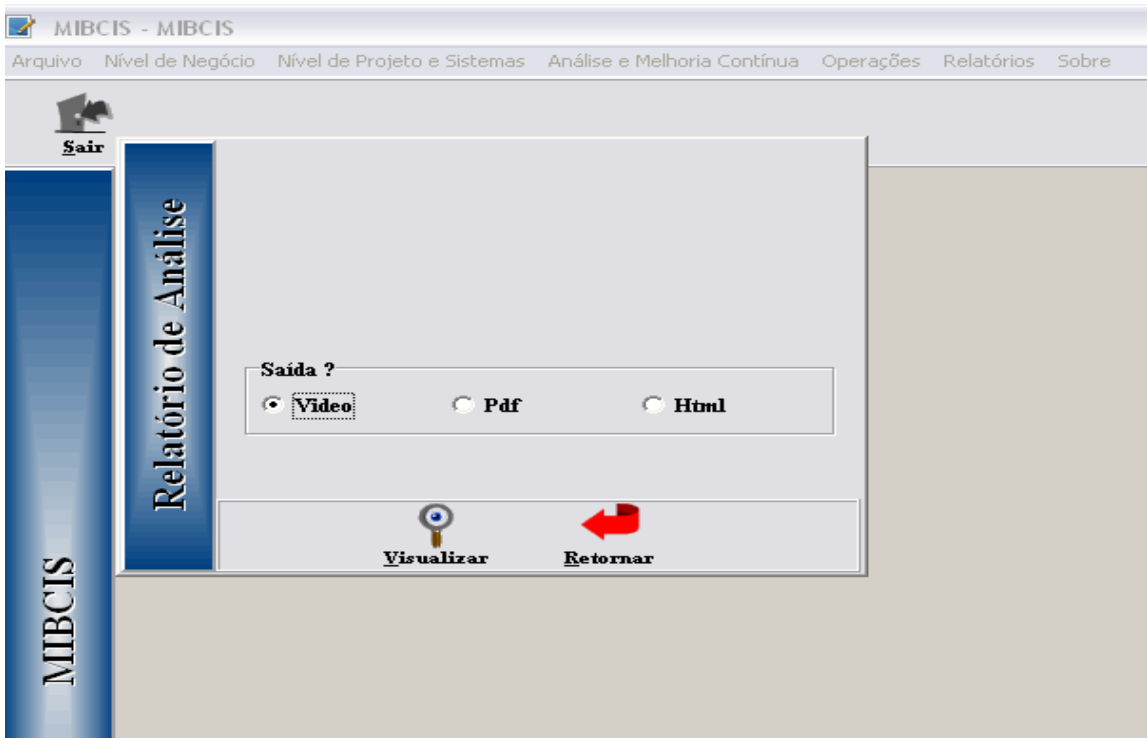 MIBCIS - MIBCIS
Arquivo Nível de Negócio Nível de Projeto e Sistemas Análise e Melhoria Contínua Operações Relatórios Sobre
Sair
Relatório de Análise
Saída ?
Video Pdf Html
Visualizar Retornar
MIBCIS